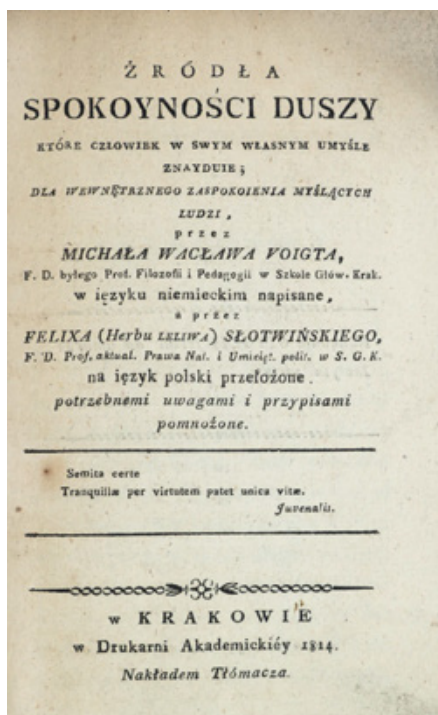 ŹRÓDŁA
SPOKOYNOŚCI DUSZY
KTÓRE CZŁOWIEK W SWYM WŁASNYM UMYŚLE
ZNAYDUIE;
DLA WEWNĘTRZNEGO ZASPOKOIENIA MYŚLĄCYCH
LUDZI,
przez
MICHAŁA WACŁAWA VOIGTA,
F. D. byłego Prof. Filozofii i Pedagogii w Szkole Głów. Krak.
w ięzyku niemieckim napisane,
a przez
FELIXA (Herbu LELIWA) SŁOTWIŃSKIEGO,
F. D. Prof. aktual. Prawa Nat. i Umieięt. polit. w S. G. K.
na ięzyk polski przełożone.
potrzebnemi uwagami i przypisami
pomnożone.
Semita certe
Tranquillæ per virtutem patet unica vitæ.
Juvenalis.
w KRAKOWIE
w Drukarni Akademickiéy 1814.
Nakładem Tłómacza.